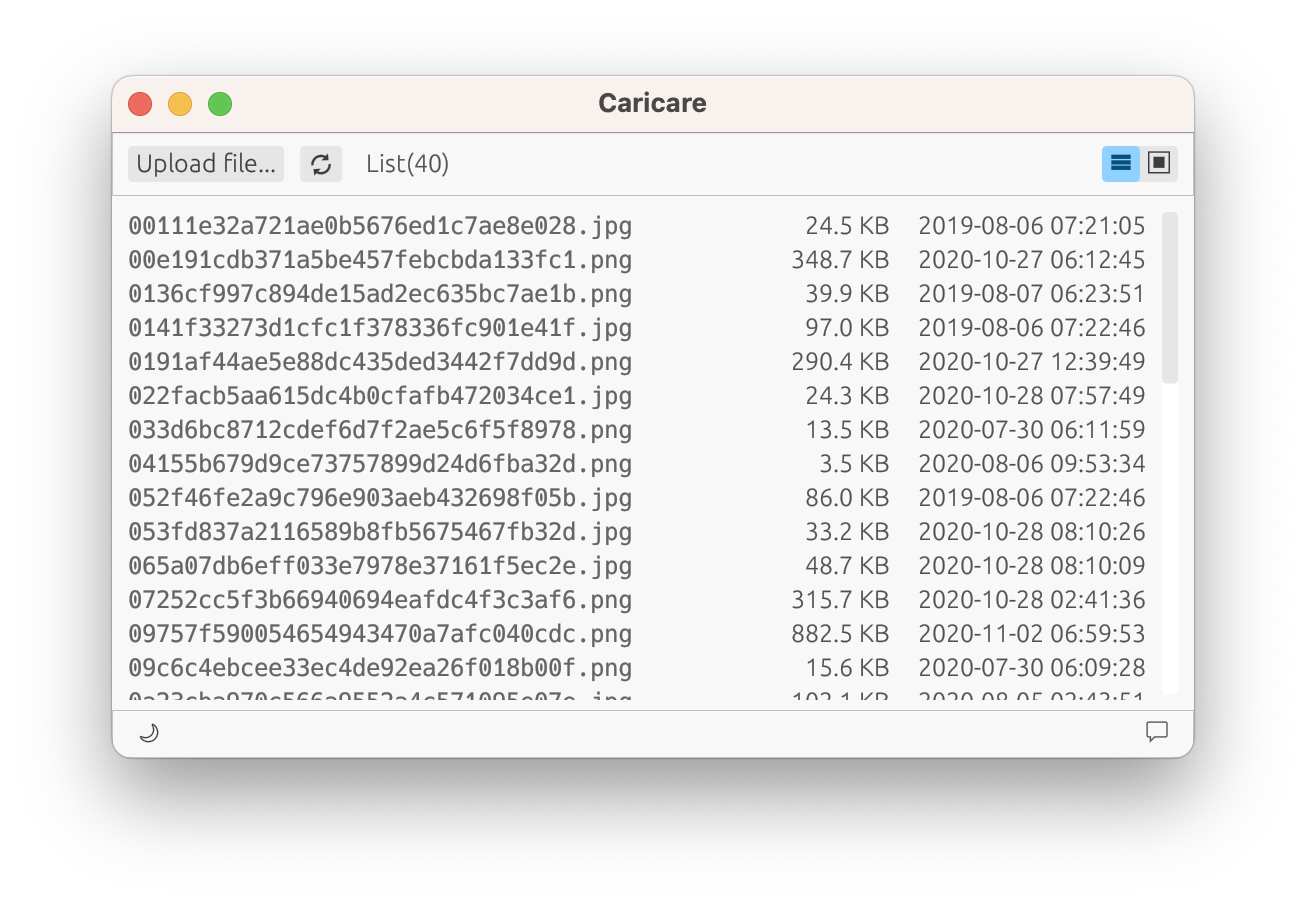 Caricare
Upload file... List(40)
00111e32a721ae0b5676ed1c7ae8e028.jpg 24.5 KB 2019-08-06 07:21:05
00e191cdb371a5be457febcbda133fc1.png 348.7 KB 2020-10-27 06:12:45
0136cf997c894de15ad2ec635bc7ae1b.png 39.9 KB 2019-08-07 06:23:51
0141f33273d1cfc1f378336fc901e41f.jpg 97.0 KB 2019-08-06 07:22:46
0191af44ae5e88dc435ded3442f7dd9d.png 290.4 KB 2020-10-27 12:39:49
022facb5aa615dc4b0cfafb472034ce1.jpg 24.3 KB 2020-10-28 07:57:49
033d6bc8712cdef6d7f2ae5c6f5f8978.png 13.5 KB 2020-07-30 06:11:59
04155b679d9ce73757899d24d6fba32d.png 3.5 KB 2020-08-06 09:53:34
052f46fe2a9c796e903aeb432698f05b.jpg 86.0 KB 2019-08-06 07:22:46
053fd837a2116589b8fb5675467fb32d.jpg 33.2 KB 2020-10-28 08:10:26
065a07db6eff033e7978e37161f5ec2e.jpg 48.7 KB 2020-10-28 08:10:09
07252cc5f3b66940694eafdc4f3c3af6.png 315.7 KB 2020-10-28 02:41:36
09757f590054654943470a7afc040cdc.png 882.5 KB 2020-11-02 06:59:53
09c6c4ebcee33ec4de92ea26f018b00f.png 15.6 KB 2020-07-30 06:09:28